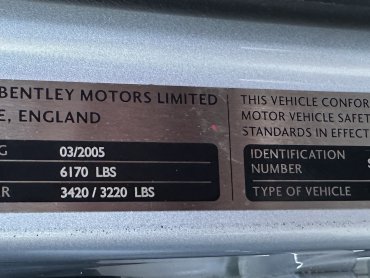 BENTLEY MOTORS LIMITED
E, ENGLAND
G 03/2005
6170 LBS
R 3420 / 3220 LBS
THIS VEHICLE CONFOR
MOTOR VEHICLE SAFET
STANDARDS IN EFFECT
IDENTIFICATION
NUMBER S
TYPE OF VEHICLE